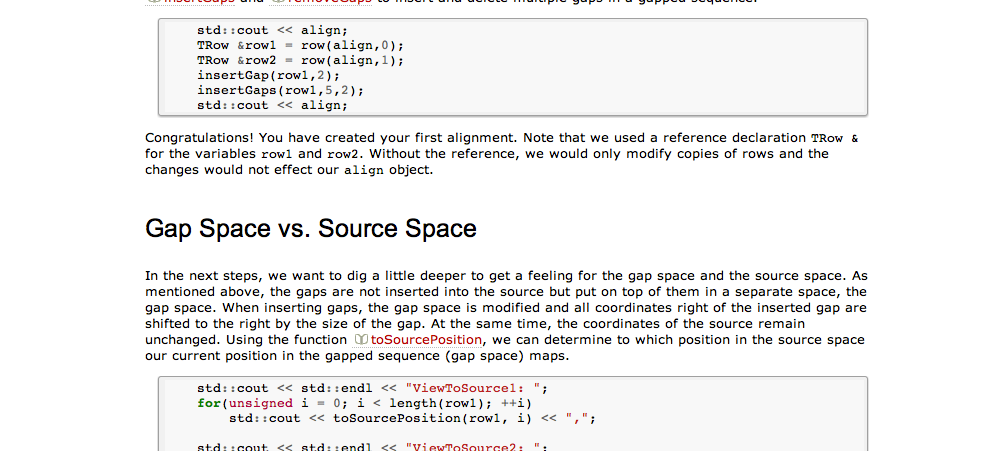 insertGaps and removeGaps to insert and delete multiple gaps in a gapped sequence.
std::cout << align;
TRow &row1 = row(align,0);
TRow &row2 = row(align,1);
insertGap(row1,2);
insertGaps(row1,5,2);
std::cout << align;
Congratulations! You have created your first alignment. Note that we used a reference declaration TRow &
for the variables row1 and row2. Without the reference, we would only modify copies of rows and the
changes would not effect our align object.
Gap Space vs. Source Space
In the next steps, we want to dig a little deeper to get a feeling for the gap space and the source space. As
mentioned above, the gaps are not inserted into the source but put on top of them in a separate space, the
gap space. When inserting gaps, the gap space is modified and all coordinates right of the inserted gap are
shifted to the right by the size of the gap. At the same time, the coordinates of the source remain
unchanged. Using the function toSourcePosition, we can determine to which position in the source space
our current position in the gapped sequence (gap space) maps.
std::cout << std::endl << "ViewToSource1: ";
for(unsigned i = 0; i < length(row1); ++i)
std::cout << toSourcePosition(row1, i) << ",";
std::cout << std::endl << "ViewToSource2: ";